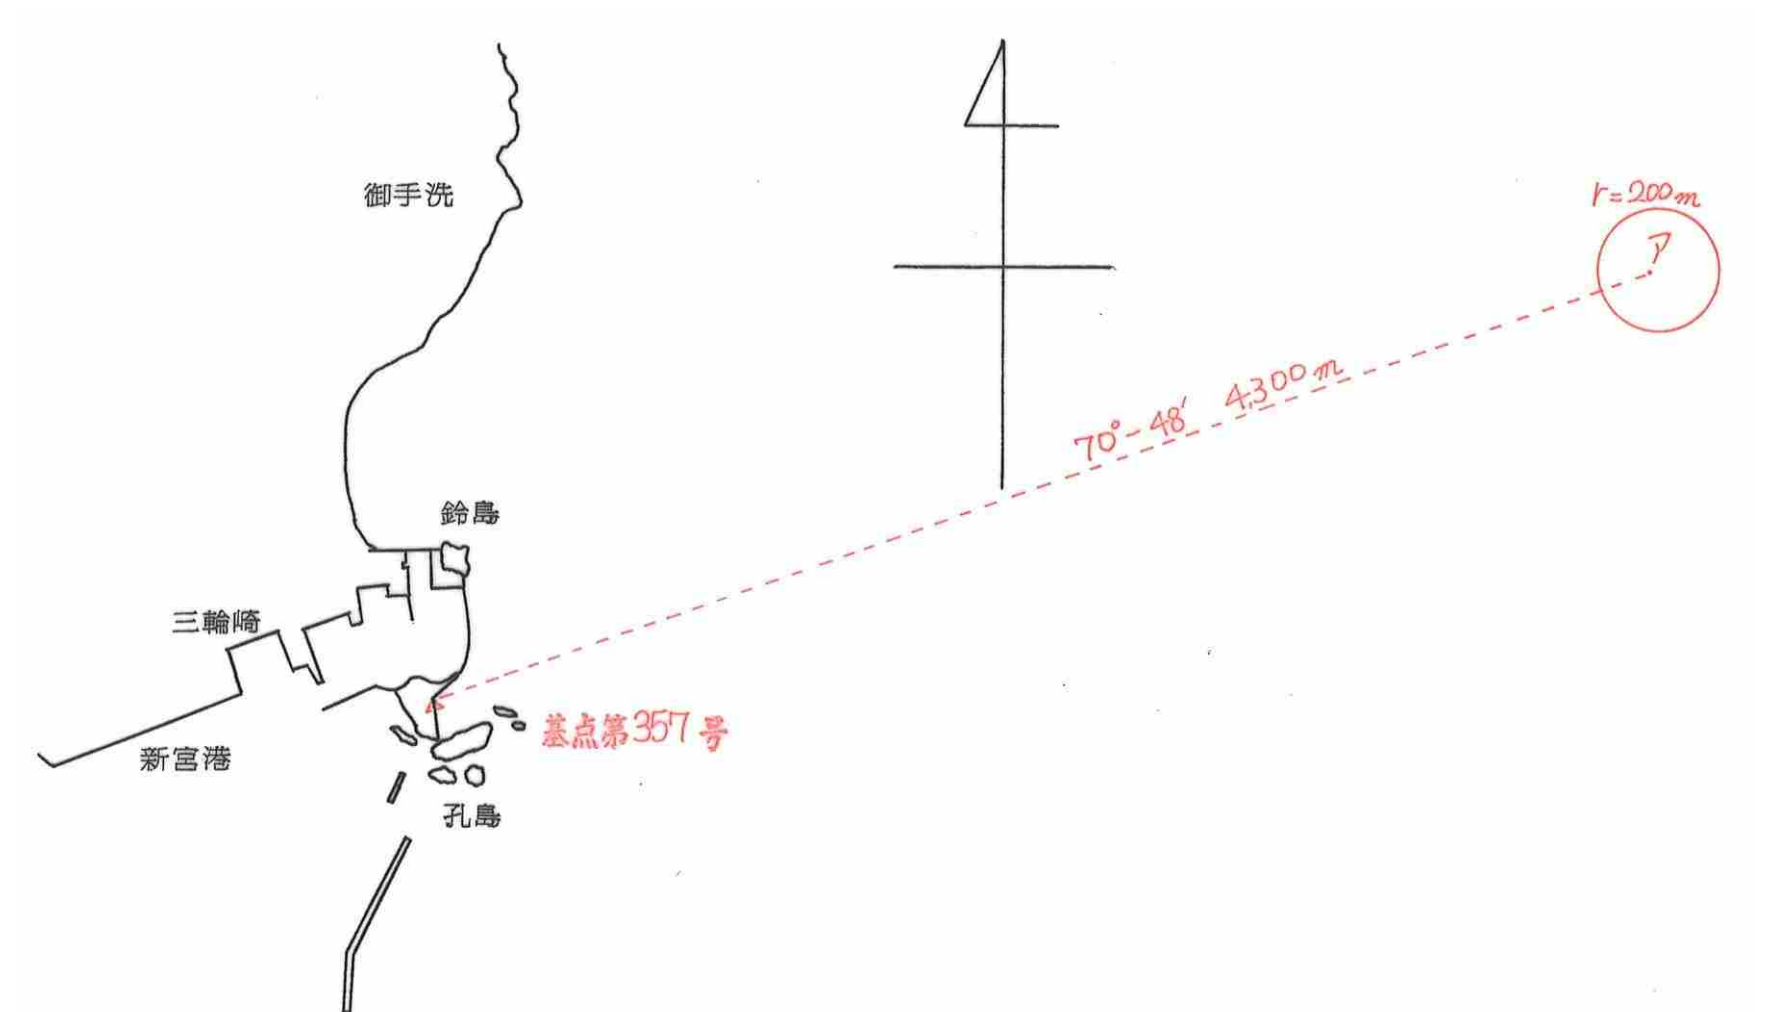 御手洗
r=200m
ア
70°-48′ 4,300m
鈴島
三輪崎
基点第357号
新宮港
孔島